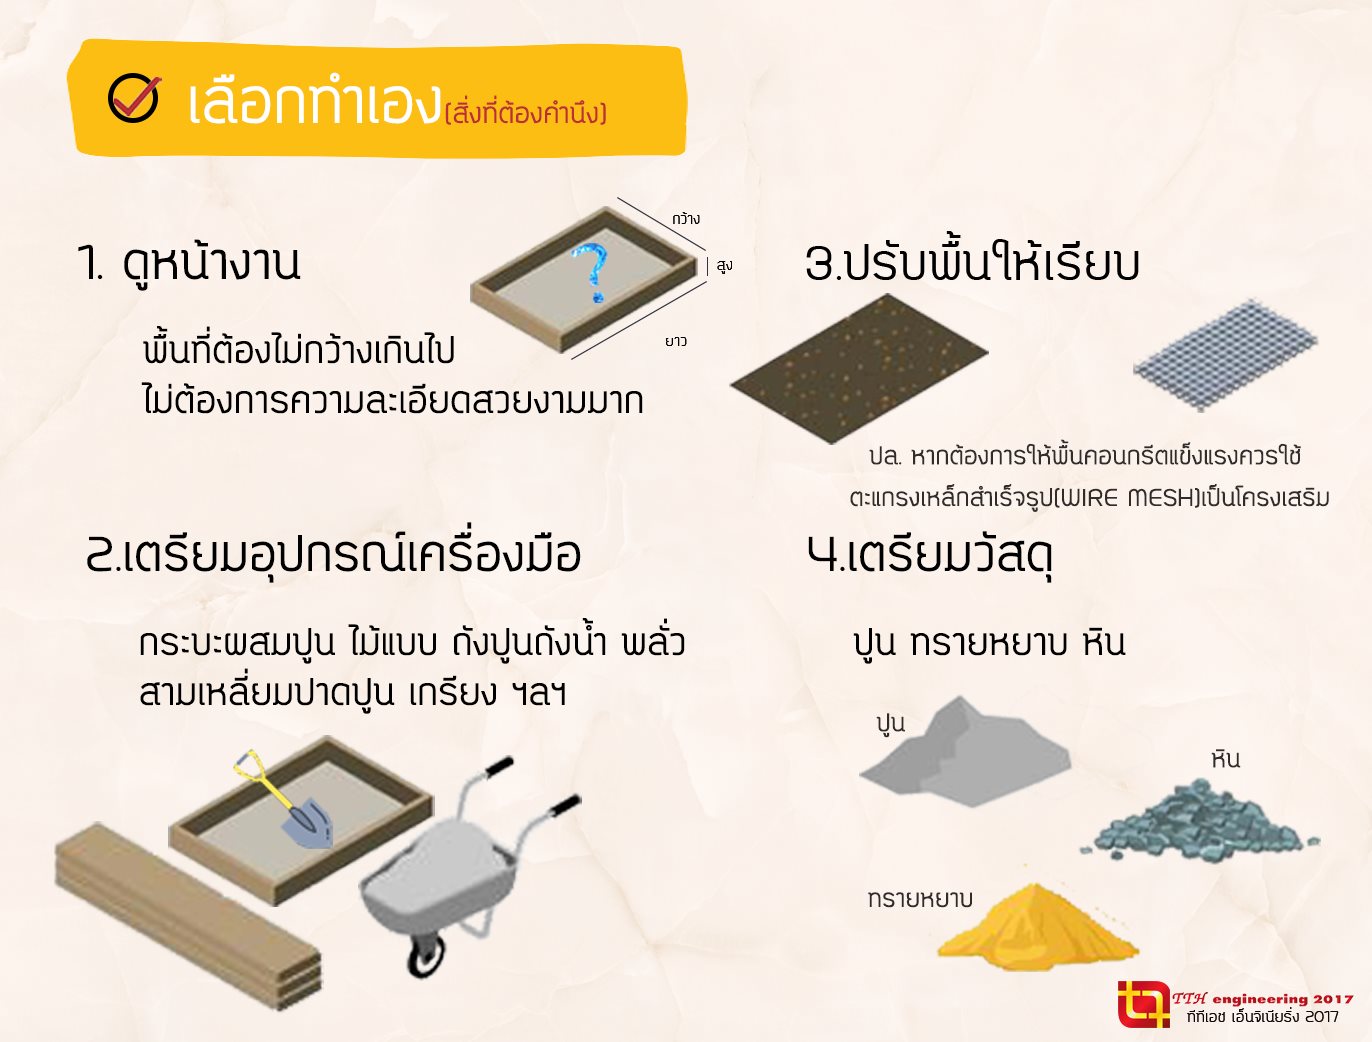 เลือกทำเอง(สิ่งที่ต้องคำนึง)
1. ดูหน้างาน
กว้าง
สูง
ยาว
พื้นที่ต้องไม่กว้างเกินไป
ไม่ต้องการความละเอียดสวยงามมาก
2.เตรียมอุปกรณ์เครื่องมือ
กระบะผสมปูน ไม้แบบ ถังปูนถังน้ำ พลั่ว
สามเหลี่ยมปาดปูน เกรียง ฯลฯ
3.ปรับพื้นให้เรียบ
ปล. หากต้องการให้พื้นคอนกรีตแข็งแรงควรใช้
ตะแกรงเหล็กสำเร็จรูป(WIRE MESH)เป็นโครงเสริม
4.เตรียมวัสดุ
ปูน ทรายหยาบ หิน
ปูน
หิน
ทรายหยาบ
TTH engineering 2017
ทีทีเอช เอ็นจิเนียริ่ง 2017